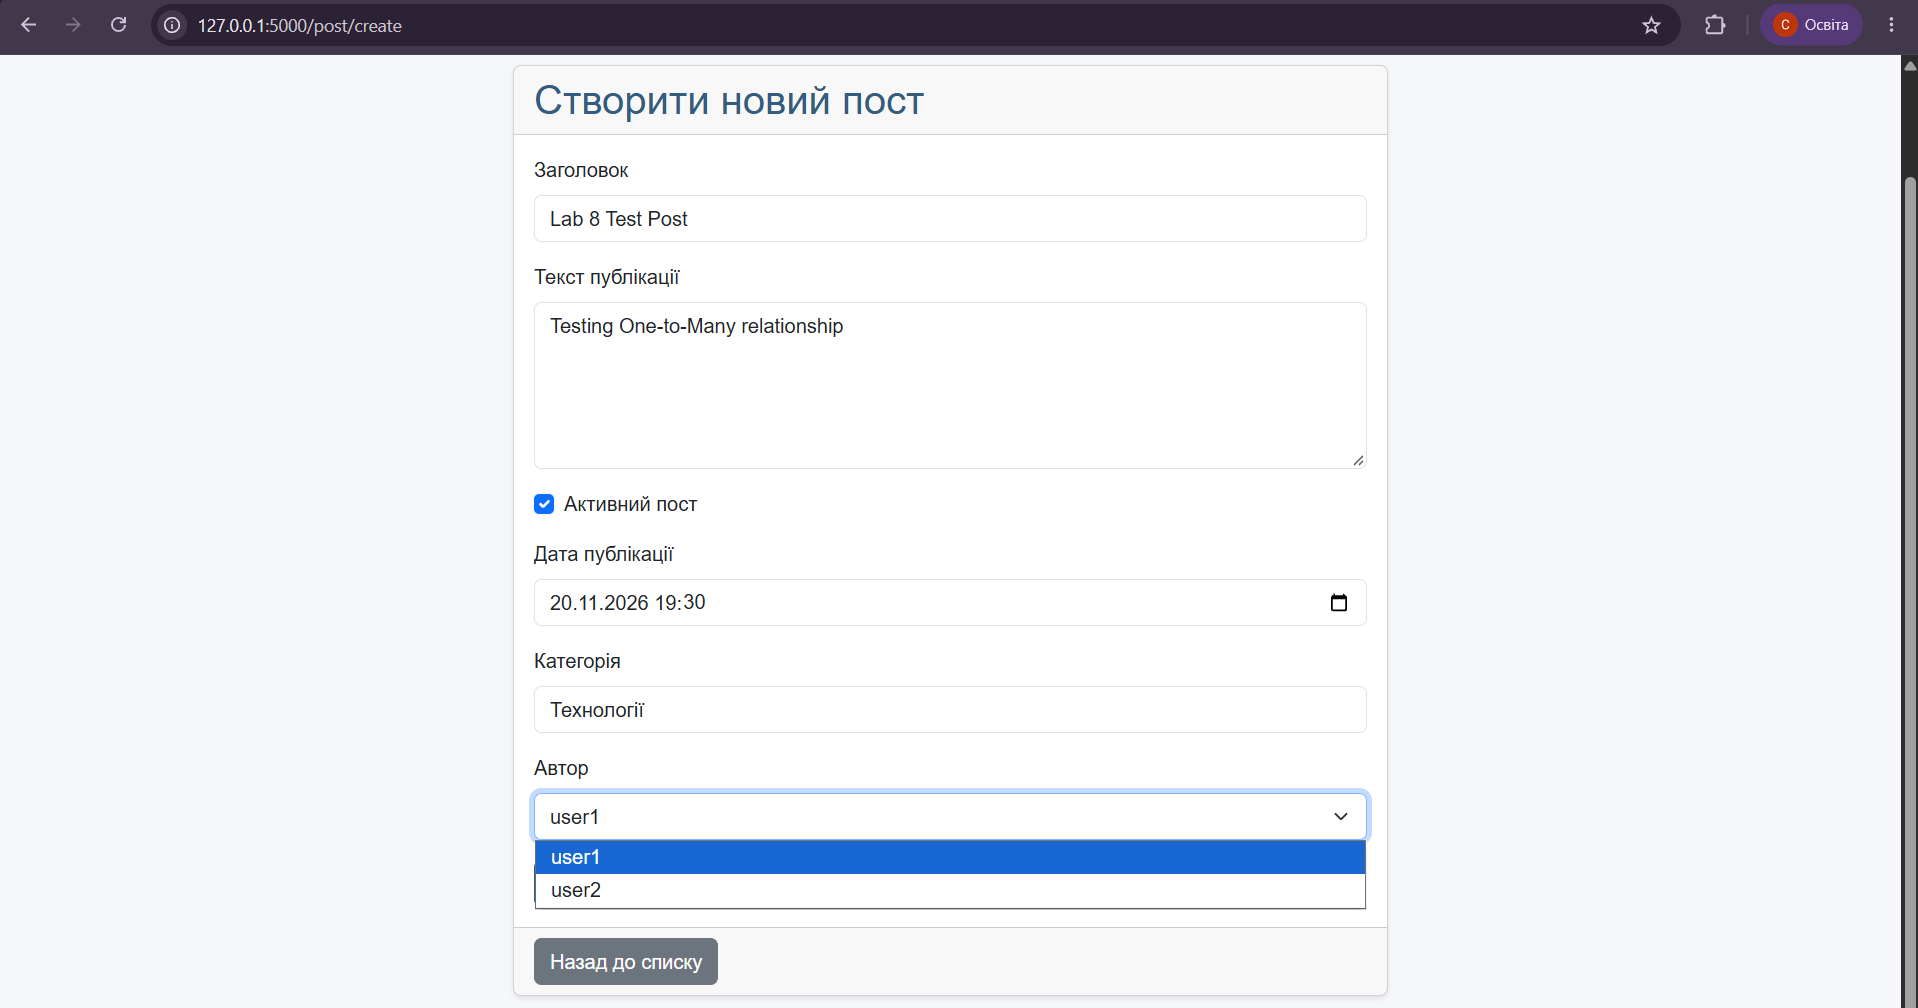 127.0.0.1:5000/post/create
С Освіта
Створити новий пост
Заголовок
Lab 8 Test Post
Текст публікації
Testing One-to-Many relationship
Активний пост
Дата публікації
20.11.2026 19:30
Категорія
Технології
Автор
user1
user1
user2
Назад до списку